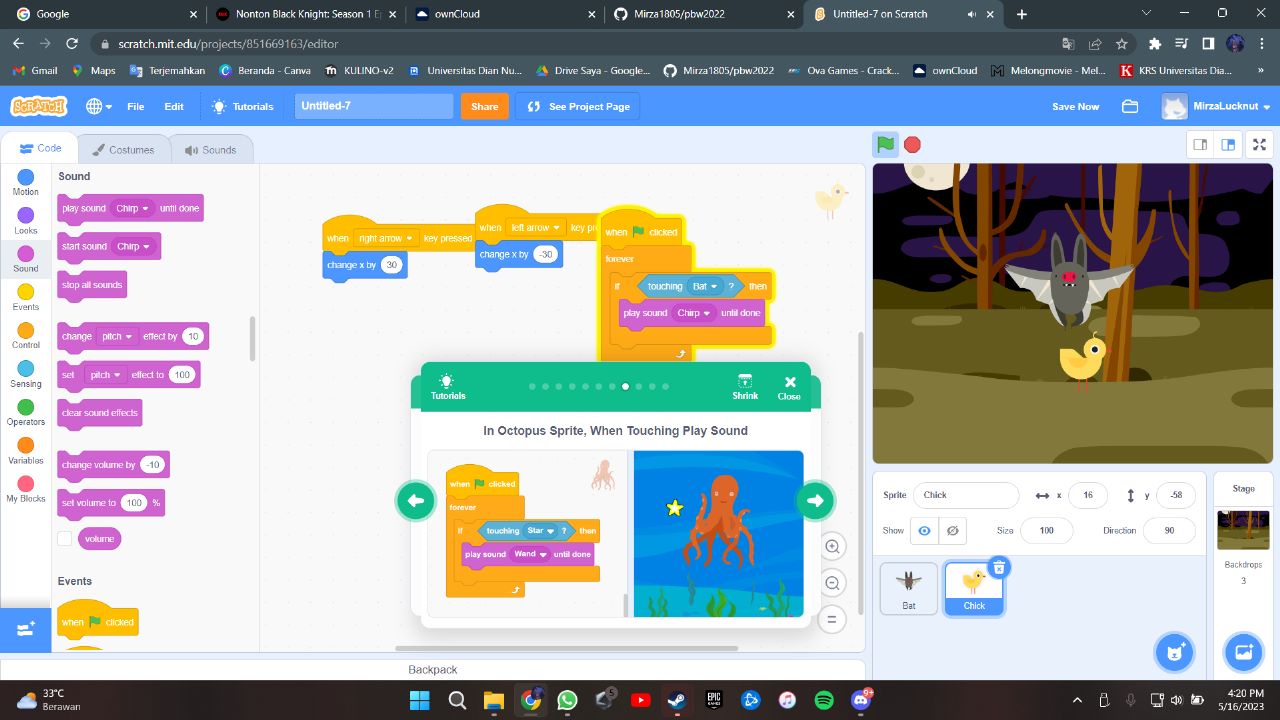 Google
Nonton Black Knight: Season 1 Ep
ownCloud
Mirza1805/pbw2022
Untitled-7 on Scratch
scratch.mit.edu/projects/851669163/editor
Gmail
Maps
Terjemahkan
Beranda - Canva
KULINO-v2
Universitas Dian Nu...
Drive Saya - Google...
Mirza1805/pbw2022
Ova Games - Crack...
ownCloud
Melongmovie - Mel...
KRS Universitas Dia...
»
SCRATCH
File
Edit
Tutorials
Untitled-7
Share
See Project Page
Save Now
MirzaLucknut
Code
Costumes
Sounds
Motion
Looks
Sound
Events
Control
Sensing
Operators
Variables
My Blocks
Sound
play sound Chirp until done
start sound Chirp
stop all sounds
change pitch effect by 10
set pitch effect to 100
clear sound effects
change volume by -10
set volume to 100 %
volume
Events
when clicked
when right arrow key pressed
change x by 30
when left arrow key pr
change x by -30
when clicked
forever
if touching Bat ? then
play sound Chirp until done
Tutorials
Shrink
Close
In Octopus Sprite, When Touching Play Sound
when clicked
forever
if touching Star ? then
play sound Wand until done
Backpack
Sprite Chick x 16 y -58
Show Size 100 Direction 90
Bat
Chick
Stage
Backdrops
3
33°C
Berawan
5
EPIC GAMES
9+
4:20 PM
5/16/2023